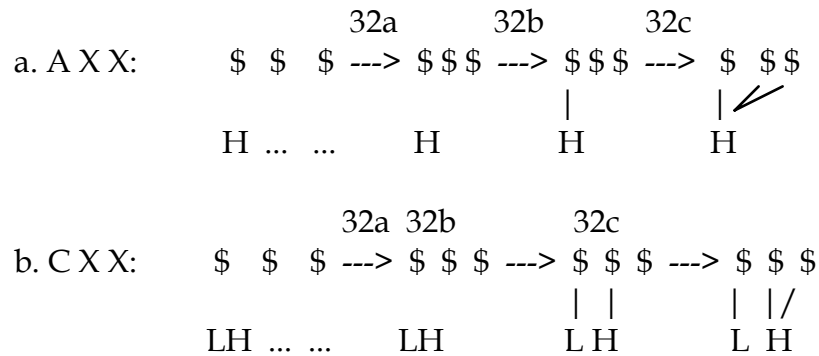 32a 32b 32c
a. A X X: $ $ $ ---> $ $ $ ---> $ $ $ ---> $ $ $
| |
H ... ... H H H
32a 32b 32c
b. C X X: $ $ $ ---> $ $ $ ---> $ $ $ ---> $ $ $
| | | | /
LH ... ... LH L H L H